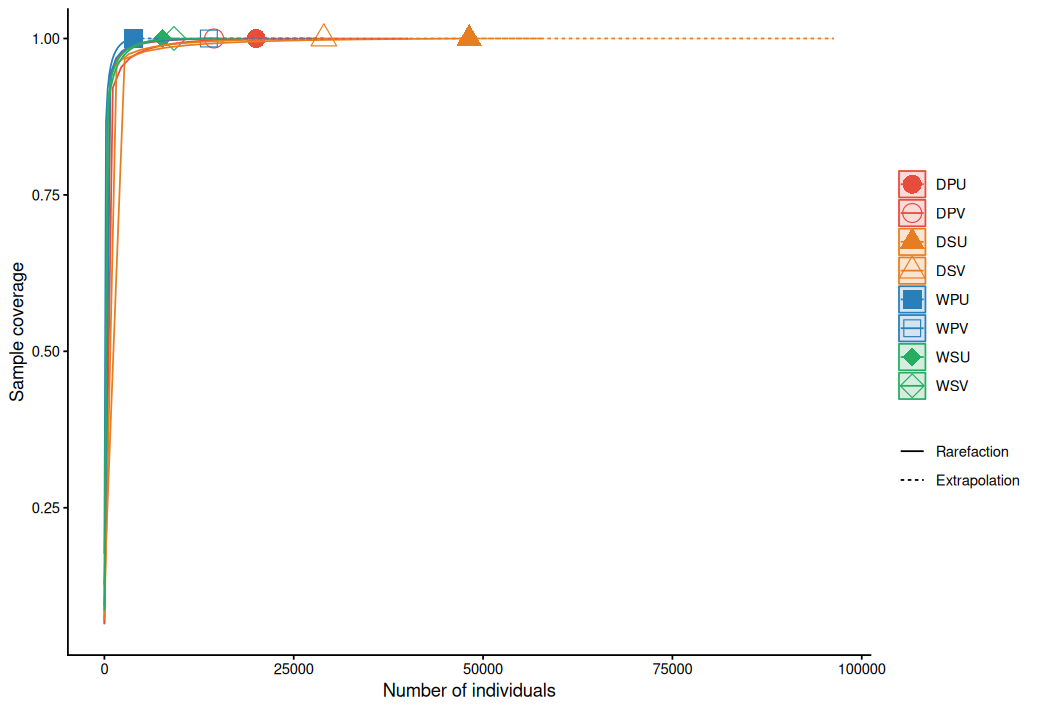 1.00
0.75
0.50
0.25
Sample coverage
0
25000
50000
75000
100000
Number of individuals
DPU
DPV
DSU
DSV
WPU
WPV
WSU
WSV
Rarefaction
Extrapolation